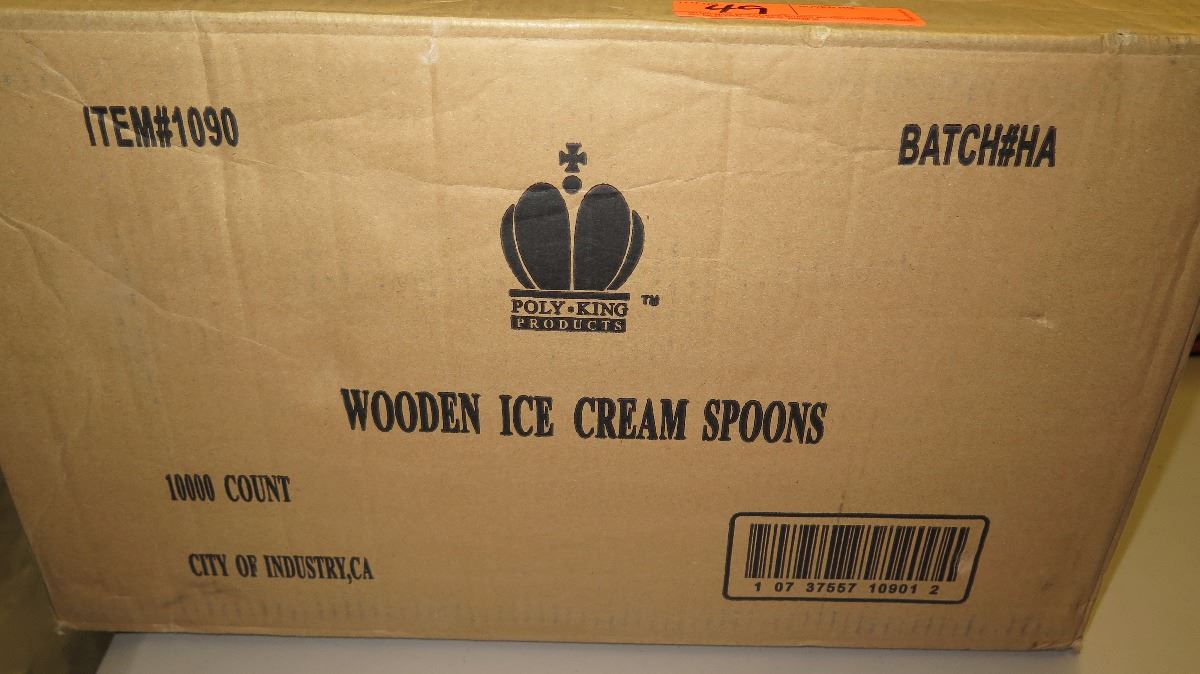 ITEM#1090
BATCH#HA
POLY•KING TM
PRODUCTS
WOODEN ICE CREAM SPOONS
10000 COUNT
CITY OF INDUSTRY,CA
1 07 37557 10901 2